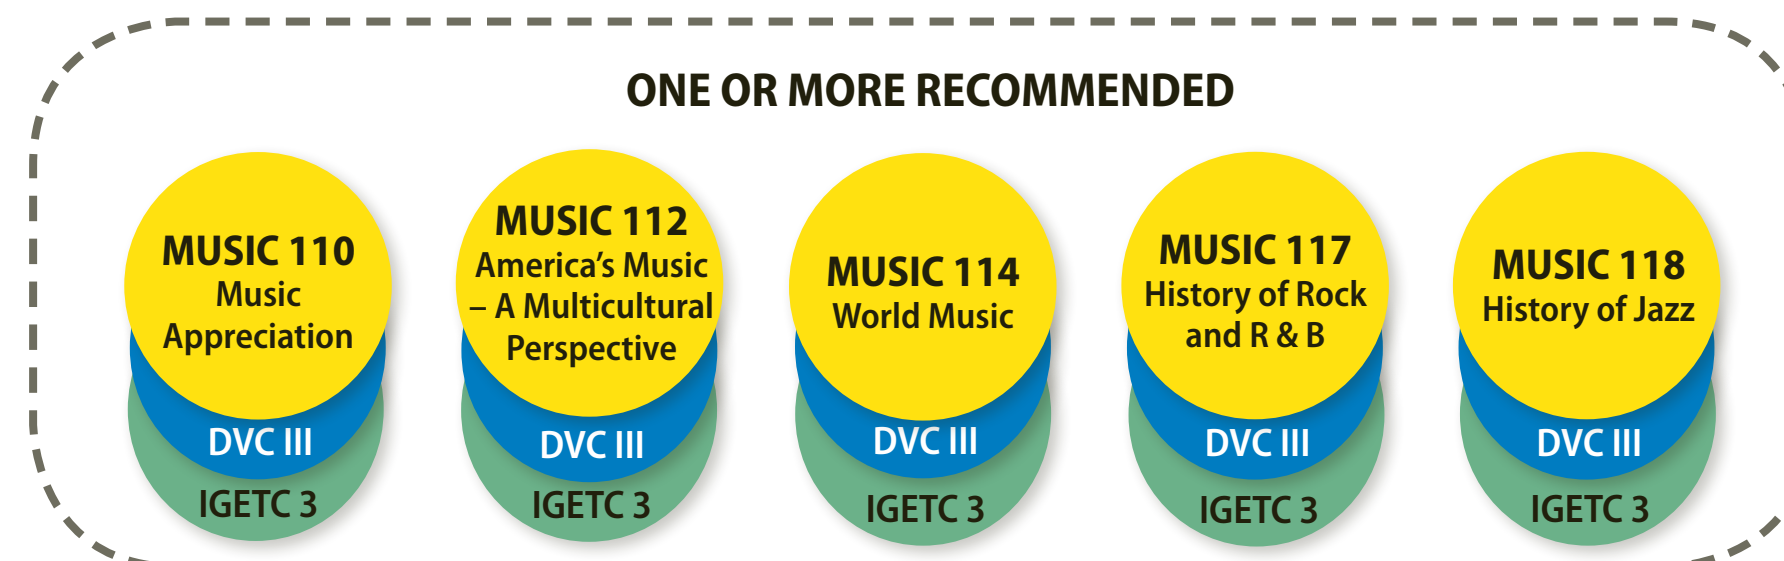 ONE OR MORE RECOMMENDED
MUSIC 110
Music
Appreciation
DVC III
IGETC 3
MUSIC 112
America’s Music
– A Multicultural
Perspective
DVC III
IGETC 3
MUSIC 114
World Music
DVC III
IGETC 3
MUSIC 117
History of Rock
and R & B
DVC III
IGETC 3
MUSIC 118
History of Jazz
DVC III
IGETC 3